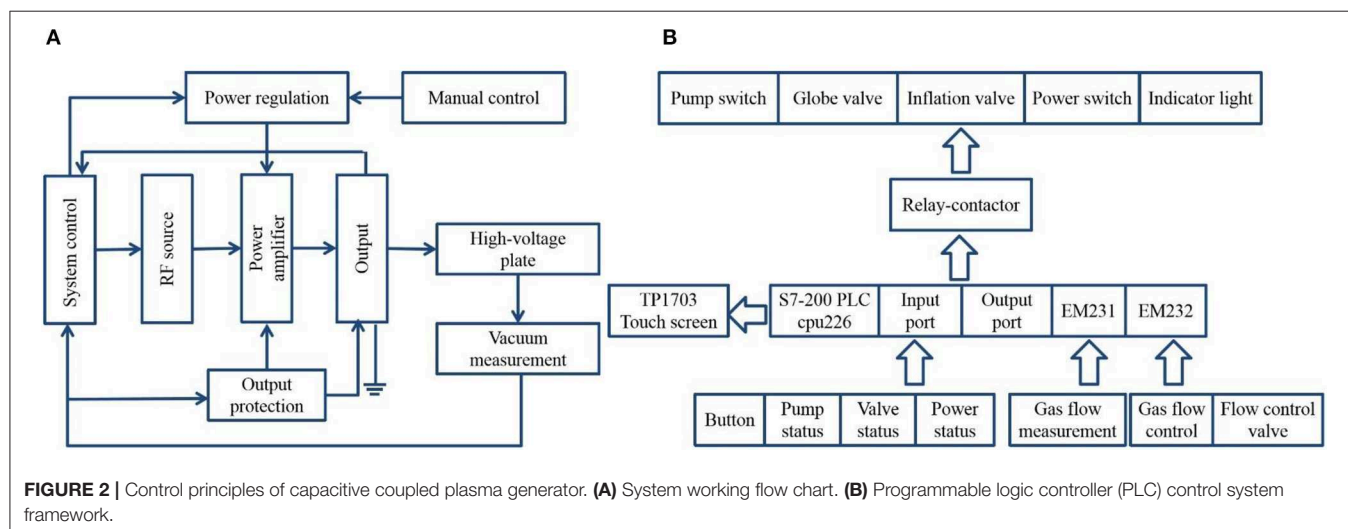 A
Power regulation
Manual control
System control
RF source
Power
amplifier
Output
High-voltage
plate
Vacuum
measurement
Output
protection
B
Pump switch
Globe valve
Inflation valve
Power switch
Indicator light
Relay-contactor
TP1703
Touch screen
S7-200 PLC
cpu226
Input
port
Output
port
EM231
EM232
Button
Pump
status
Valve
status
Power
status
Gas flow
measurement
Gas flow
control
Flow control
valve
FIGURE 2 | Control principles of capacitive coupled plasma generator. (A) System working flow chart. (B) Programmable logic controller (PLC) control system
framework.